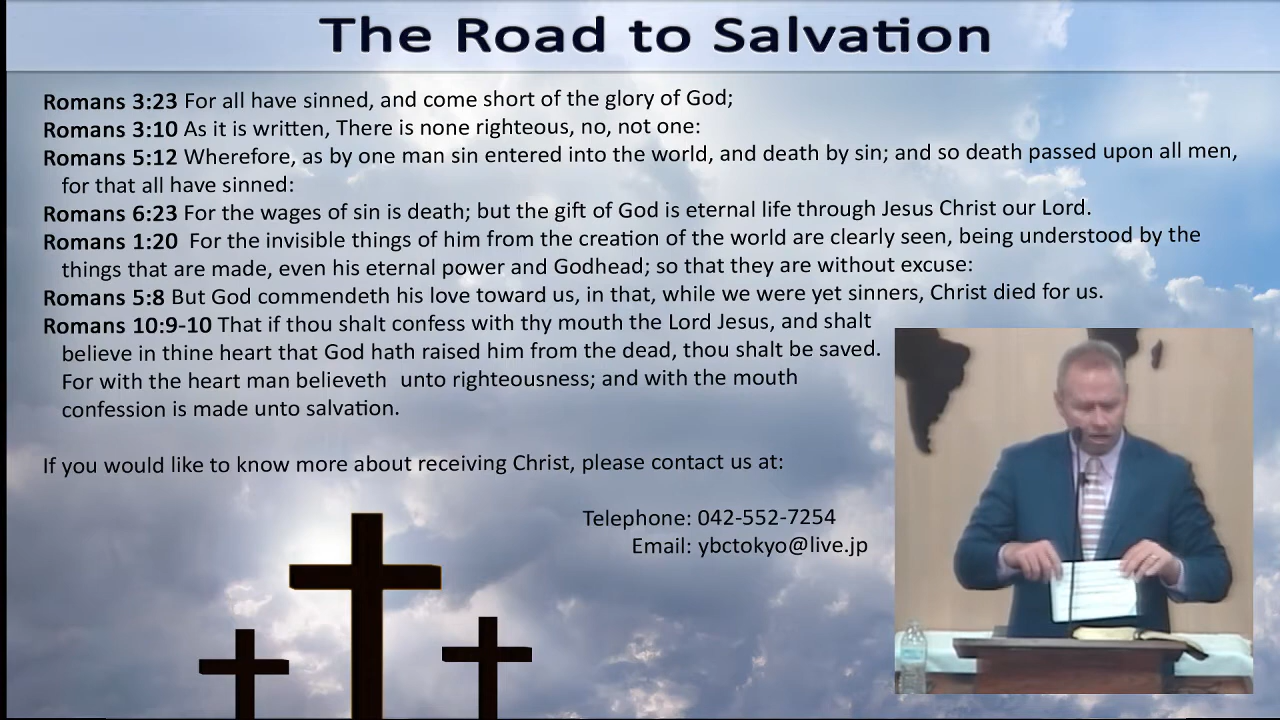 The Road to Salvation
Romans 3:23 For all have sinned, and come short of the glory of God;
Romans 3:10 As it is written, There is none righteous, no, not one:
Romans 5:12 Wherefore, as by one man sin entered into the world, and death by sin; and so death passed upon all men,
for that all have sinned:
Romans 6:23 For the wages of sin is death; but the gift of God is eternal life through Jesus Christ our Lord.
Romans 1:20 For the invisible things of him from the creation of the world are clearly seen, being understood by the
things that are made, even his eternal power and Godhead; so that they are without excuse:
Romans 5:8 But God commendeth his love toward us, in that, while we were yet sinners, Christ died for us.
Romans 10:9-10 That if thou shalt confess with thy mouth the Lord Jesus, and shalt
believe in thine heart that God hath raised him from the dead, thou shalt be saved.
For with the heart man believeth unto righteousness; and with the mouth
confession is made unto salvation.
If you would like to know more about receiving Christ, please contact us at:
Telephone: 042-552-7254
Email: ybctokyo@live.jp